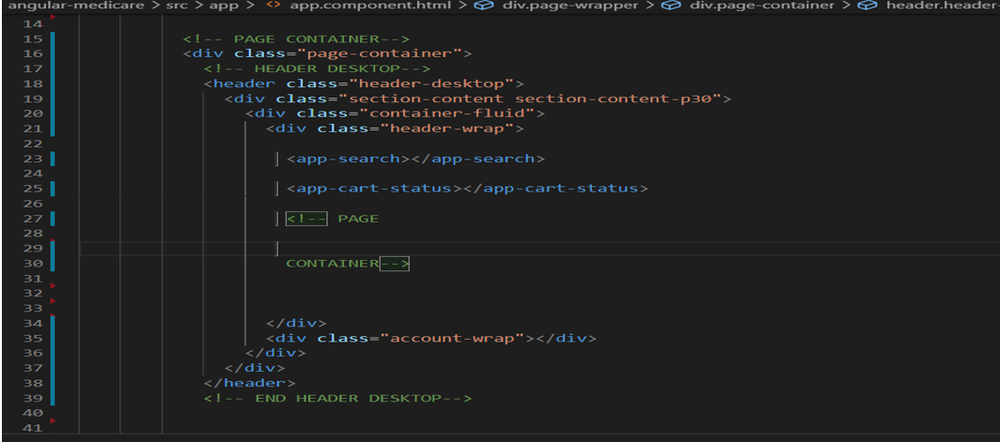 angular-medicare > src > app > <> app.component.html > div.page-wrapper > div.page-container > header.header-
14
15 <!-- PAGE CONTAINER-->
16 <div class="page-container">
17 <!-- HEADER DESKTOP-->
18 <header class="header-desktop">
19 <div class="section-content section-content-p30">
20 <div class="container-fluid">
21 <div class="header-wrap">
22
23 <app-search></app-search>
24
25 <app-cart-status></app-cart-status>
26
27 <!-- PAGE
28
29
30 CONTAINER-->
31
32
33
34 </div>
35 <div class="account-wrap"></div>
36 </div>
37 </div>
38 </header>
39 <!-- END HEADER DESKTOP-->
40
41